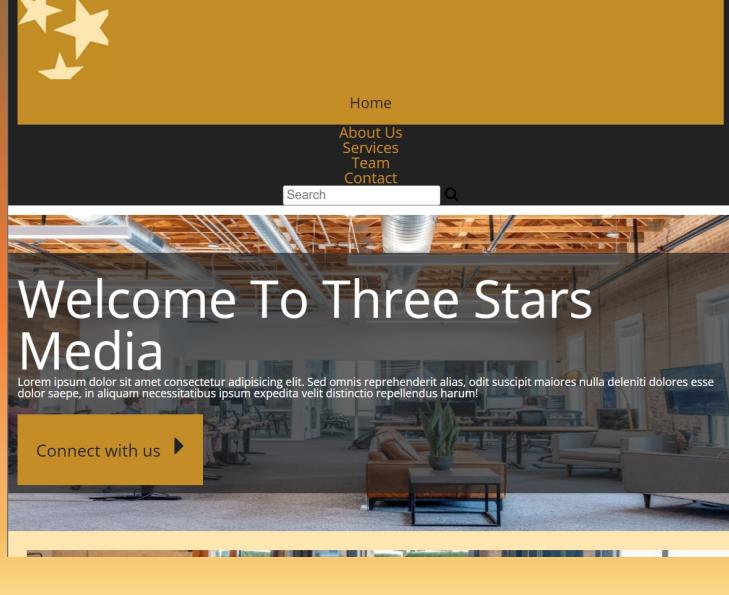 Home
About Us
Services
Team
Contact
Search
Welcome To Three Stars
Media
Lorem ipsum dolor sit amet consectetur adipisicing elit. Sed omnis reprehenderit alias, odit suscipit maiores nulla deleniti dolores esse
dolor saepe, in aliquam necessitatibus ipsum expedita velit distinctio repellendus harum!
Connect with us